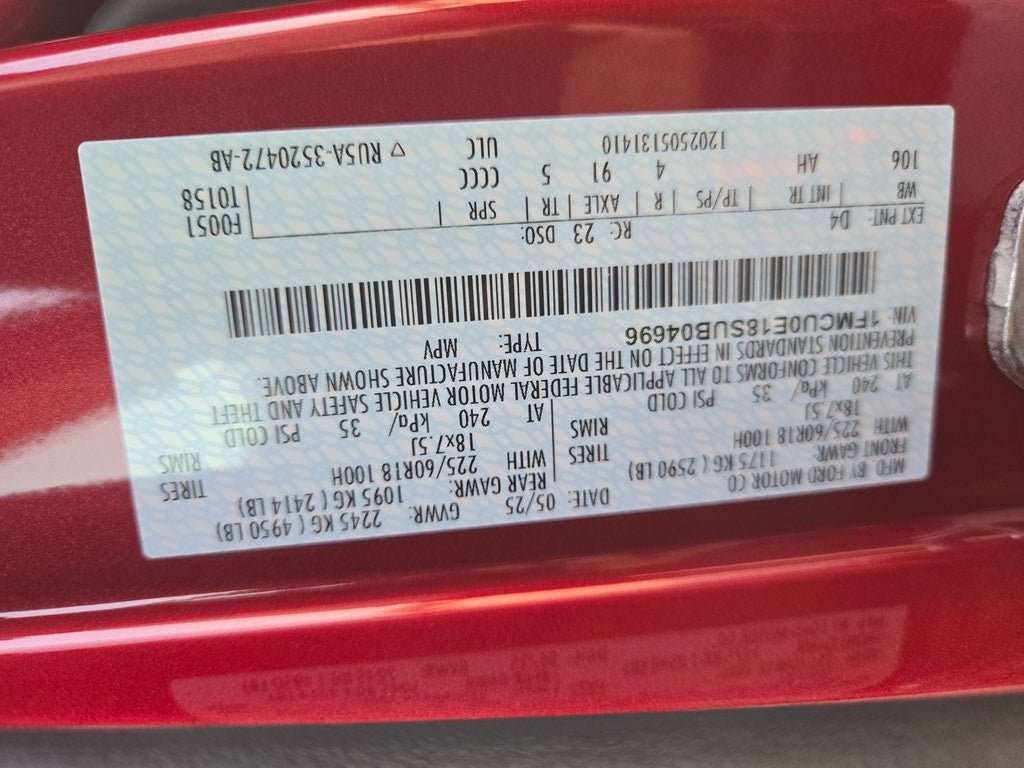 MFD. BY FORD MOTOR CO. DATE: 05/25 GVWR: 2245 KG ( 4950 LB)
FRONT GAWR: 1175 KG ( 2590 LB) REAR GAWR: 1095 KG ( 2414 LB)
WITH 225/60R18 100H TIRES WITH 225/60R18 100H TIRES
18x7.5J RIMS 18x7.5J RIMS
AT 240 kPa/ 35 PSI COLD AT 240 kPa/ 35 PSI COLD
THIS VEHICLE CONFORMS TO ALL APPLICABLE FEDERAL MOTOR VEHICLE SAFETY AND THEFT
PREVENTION STANDARDS IN EFFECT ON THE DATE OF MANUFACTURE SHOWN ABOVE.
VIN: 1FMCU0E18SUB04696 TYPE: MPV
EXT PNT: D4 RC: 23 DSO: F0051
WB | INT TR | TP/PS | R | AXLE | TR | SPR | T0158
106 AH 4 91 5 CCCC
1202505131410 ULC ▽ RU5A-3520472-AB